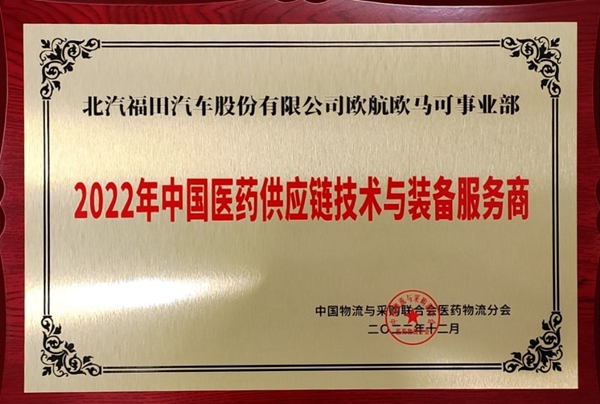 北汽福田汽车股份有限公司欧航欧马可事业部
2022年中国医药供应链技术与装备服务商
中国物流与采购联合会医药物流分会
二〇二二年十二月